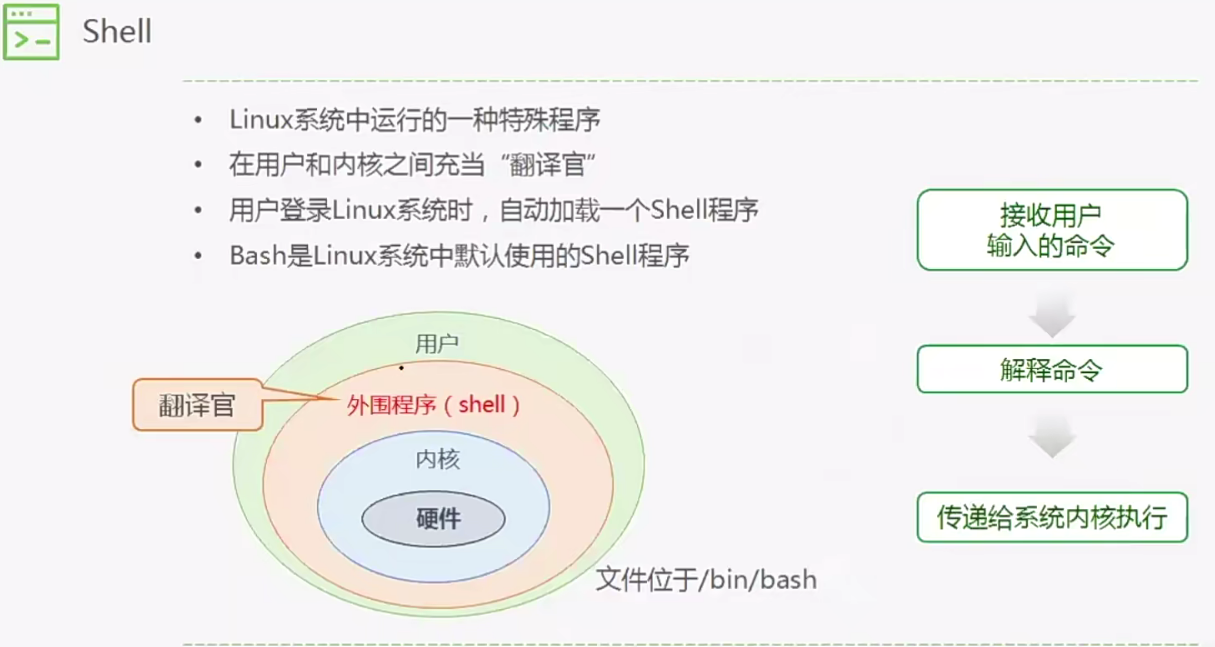 Shell
• Linux系统中运行的一种特殊程序
• 在用户和内核之间充当“翻译官”
• 用户登录Linux系统时，自动加载一个Shell程序
• Bash是Linux系统中默认使用的Shell程序
接收用户
输入的命令
解释命令
传递给系统内核执行
用户
翻译官
外围程序（shell）
内核
硬件
文件位于/bin/bash